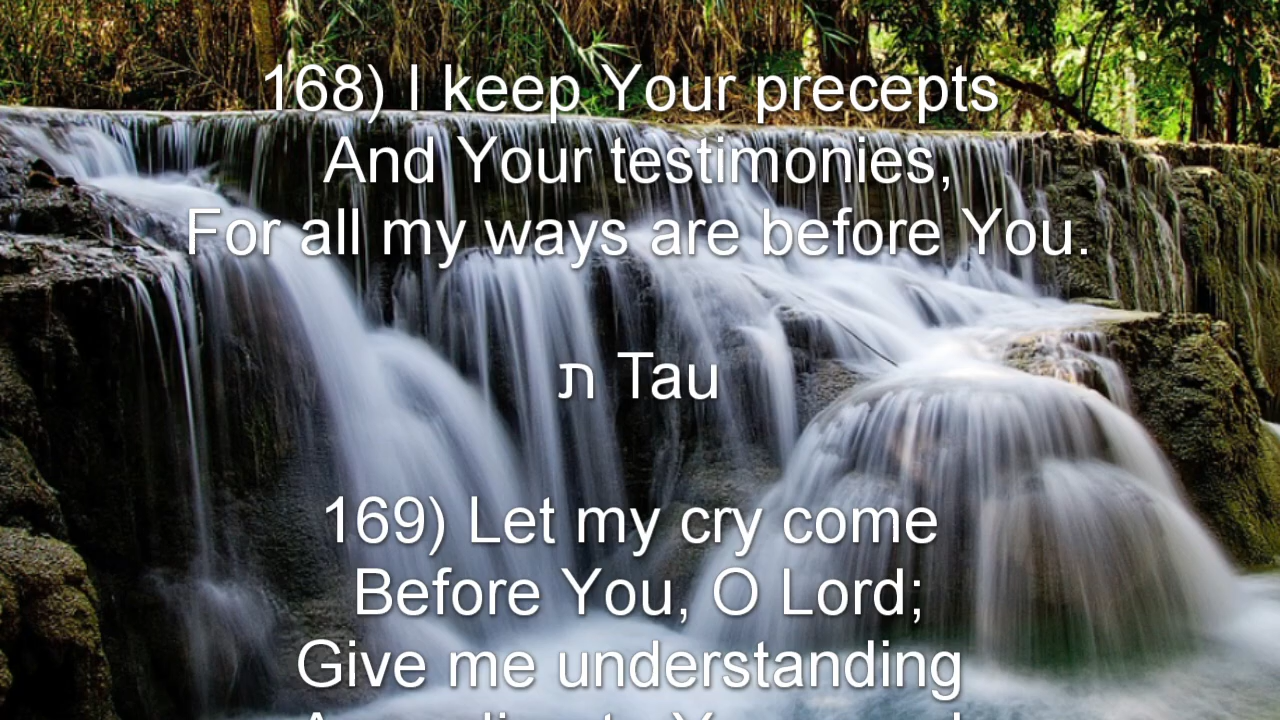 168) I keep Your precepts
And Your testimonies,
For all my ways are before You.
ת Tau
169) Let my cry come
Before You, O Lord;
Give me understanding